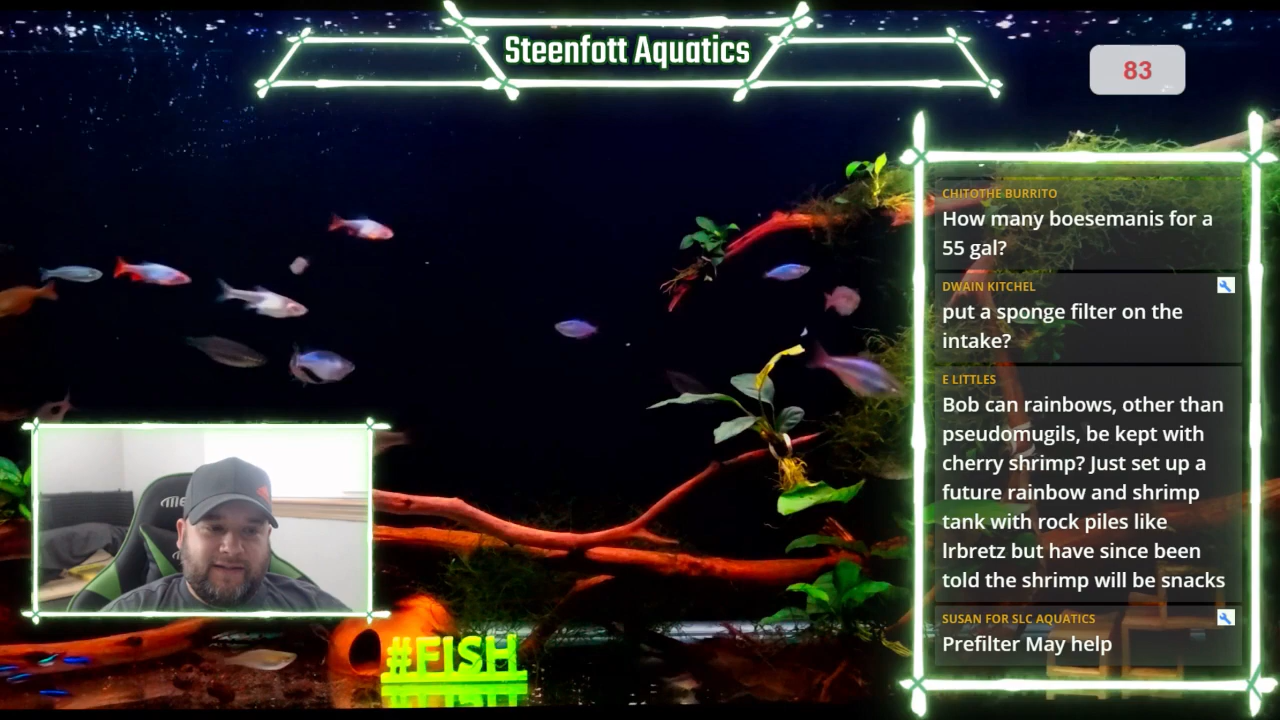 Steenfott Aquatics
83
CHITOTHE BURRITO
How many boesemanis for a
55 gal?
DWAIN KITCHEL
put a sponge filter on the
intake?
E LITTLES
Bob can rainbows, other than
pseudomugils, be kept with
cherry shrimp? Just set up a
future rainbow and shrimp
tank with rock piles like
lrbretz but have since been
told the shrimp will be snacks
SUSAN FOR SLC AQUATICS
Prefilter May help
#FISH